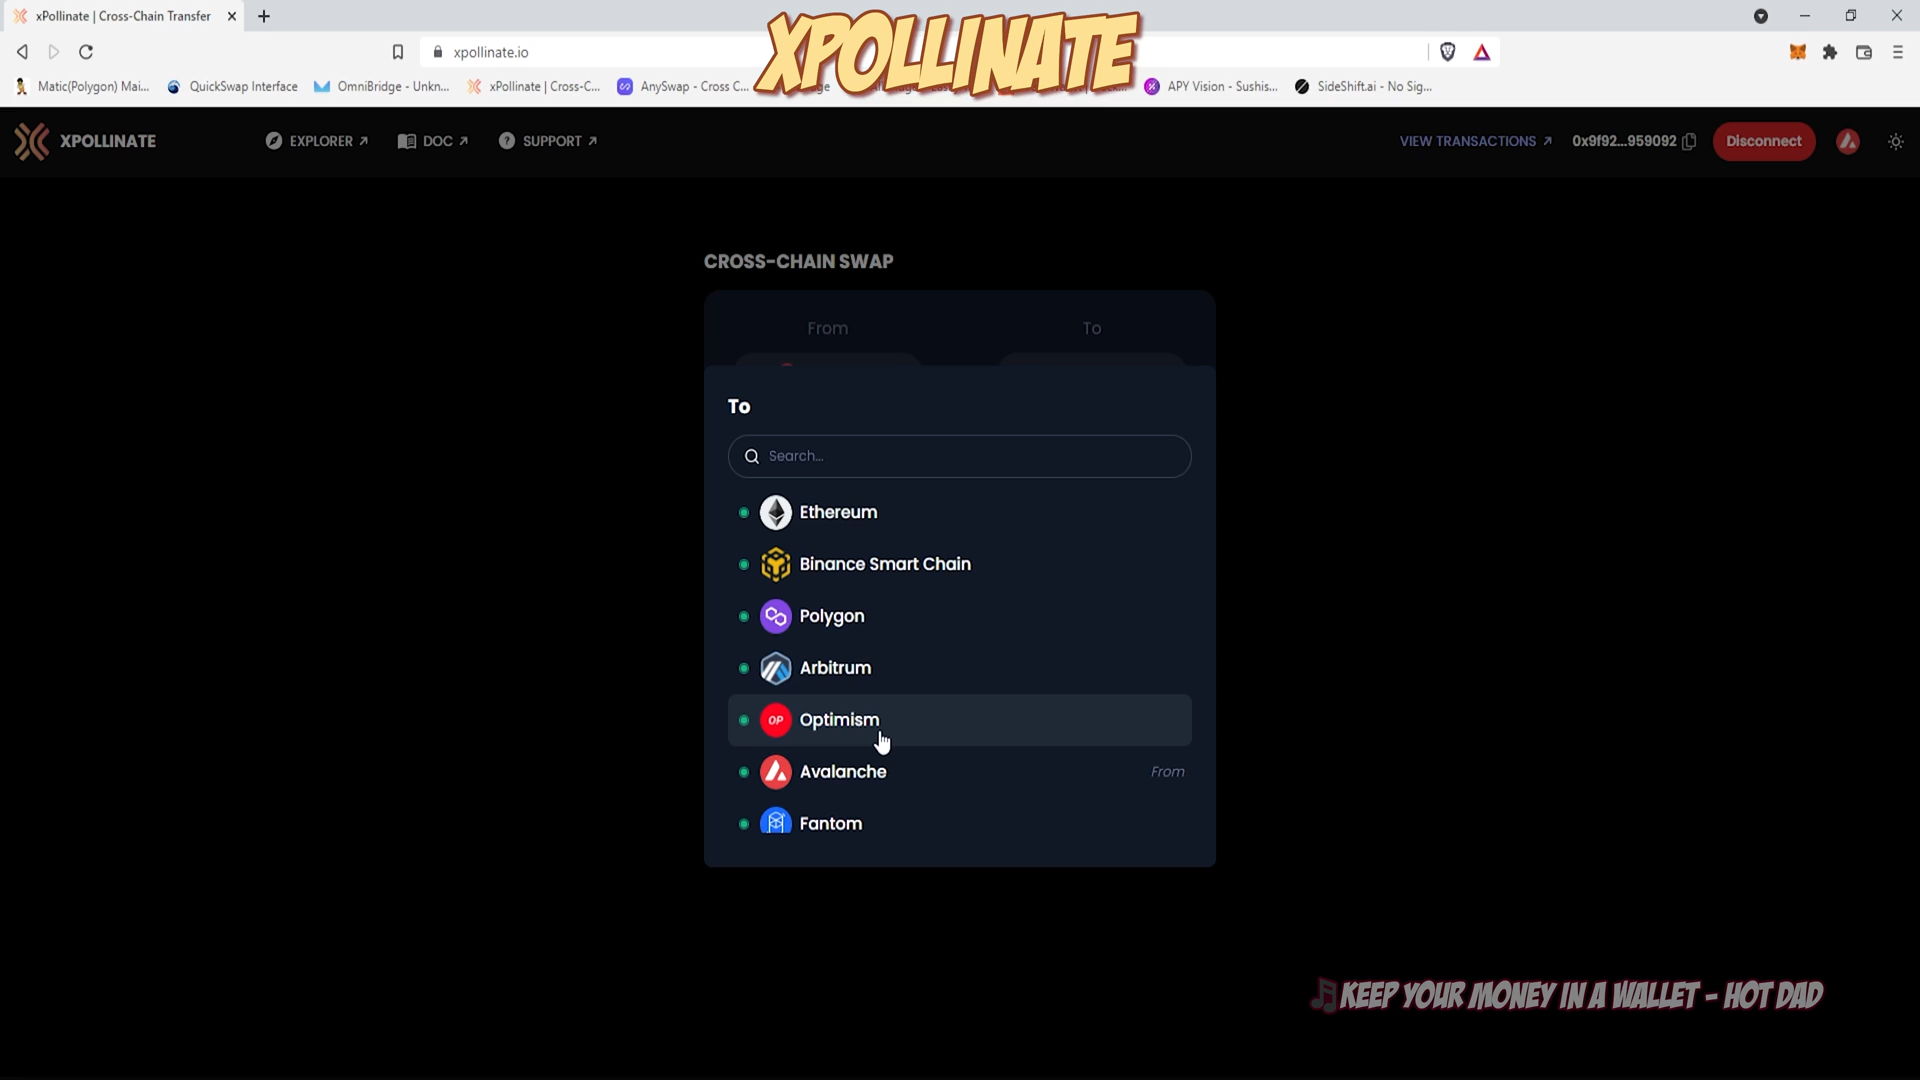 xPollinate | Cross-Chain Transfer
XPOLLINATE
xpollinate.io
Matic(Polygon) Mai...
QuickSwap Interface
OmniBridge - Unkn...
xPollinate | Cross-C...
AnySwap - Cross C...
APY Vision - Sushis...
SideShift.ai - No Sig...
XPOLLINATE
EXPLORER
DOC
SUPPORT
VIEW TRANSACTIONS
0x9f92...959092
Disconnect
CROSS-CHAIN SWAP
From
To
To
Search...
Ethereum
Binance Smart Chain
Polygon
Arbitrum
OP Optimism
Avalanche
From
Fantom
KEEP YOUR MONEY IN A WALLET - HOT DAD